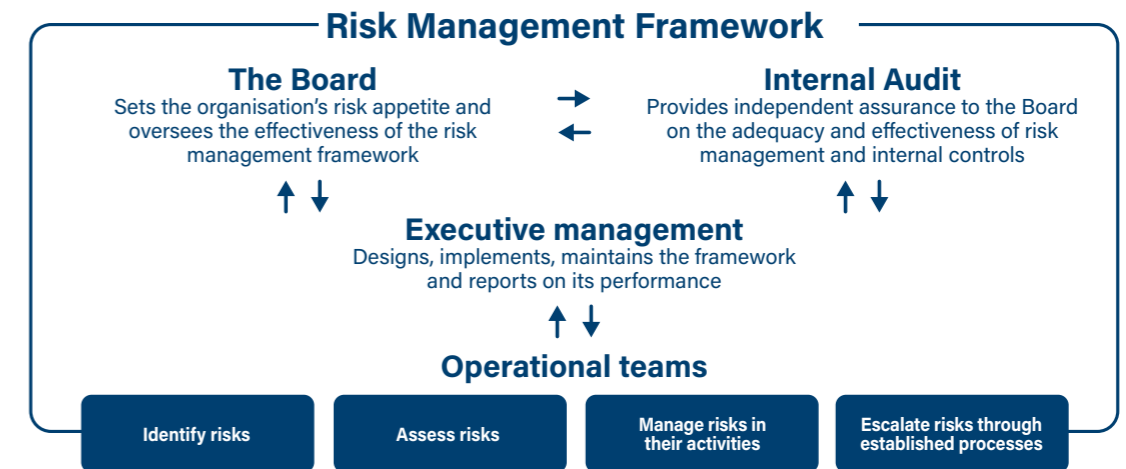 Risk Management Framework
The Board
Sets the organisation's risk appetite and
oversees the effectiveness of the risk
management framework
Internal Audit
Provides independent assurance to the Board
on the adequacy and effectiveness of risk
management and internal controls
Executive management
Designs, implements, maintains the framework
and reports on its performance
Operational teams
Identify risks
Assess risks
Manage risks in
their activities
Escalate risks through
established processes